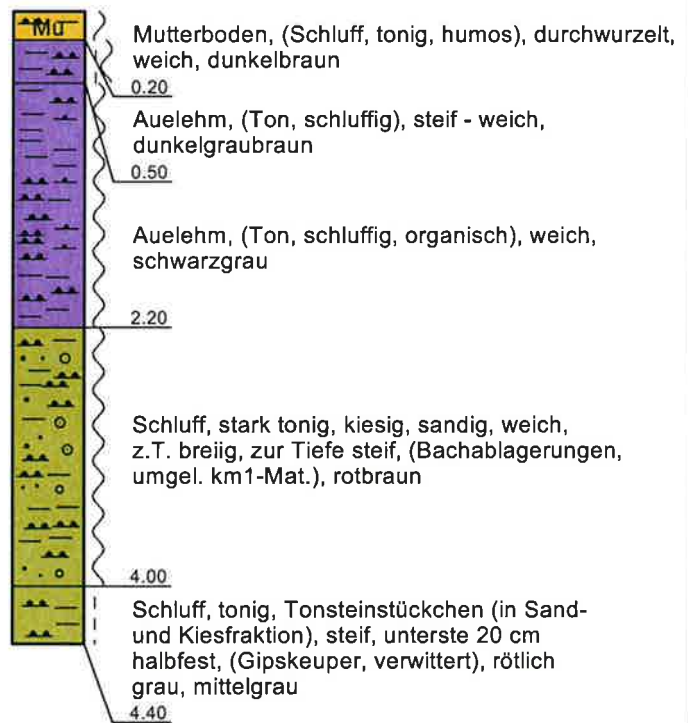 Mu
Mutterboden, (Schluff, tonig, humos), durchwurzelt,
weich, dunkelbraun
0.20
Auelehm, (Ton, schluffig), steif - weich,
dunkelgraubraun
0.50
Auelehm, (Ton, schluffig, organisch), weich,
schwarzgrau
2.20
Schluff, stark tonig, kiesig, sandig, weich,
z.T. breiig, zur Tiefe steif, (Bachablagerungen,
umgel. km1-Mat.), rotbraun
4.00
Schluff, tonig, Tonsteinstückchen (in Sand-
und Kiesfraktion), steif, unterste 20 cm
halbfest, (Gipskeuper, verwittert), rötlich
grau, mittelgrau
4.40